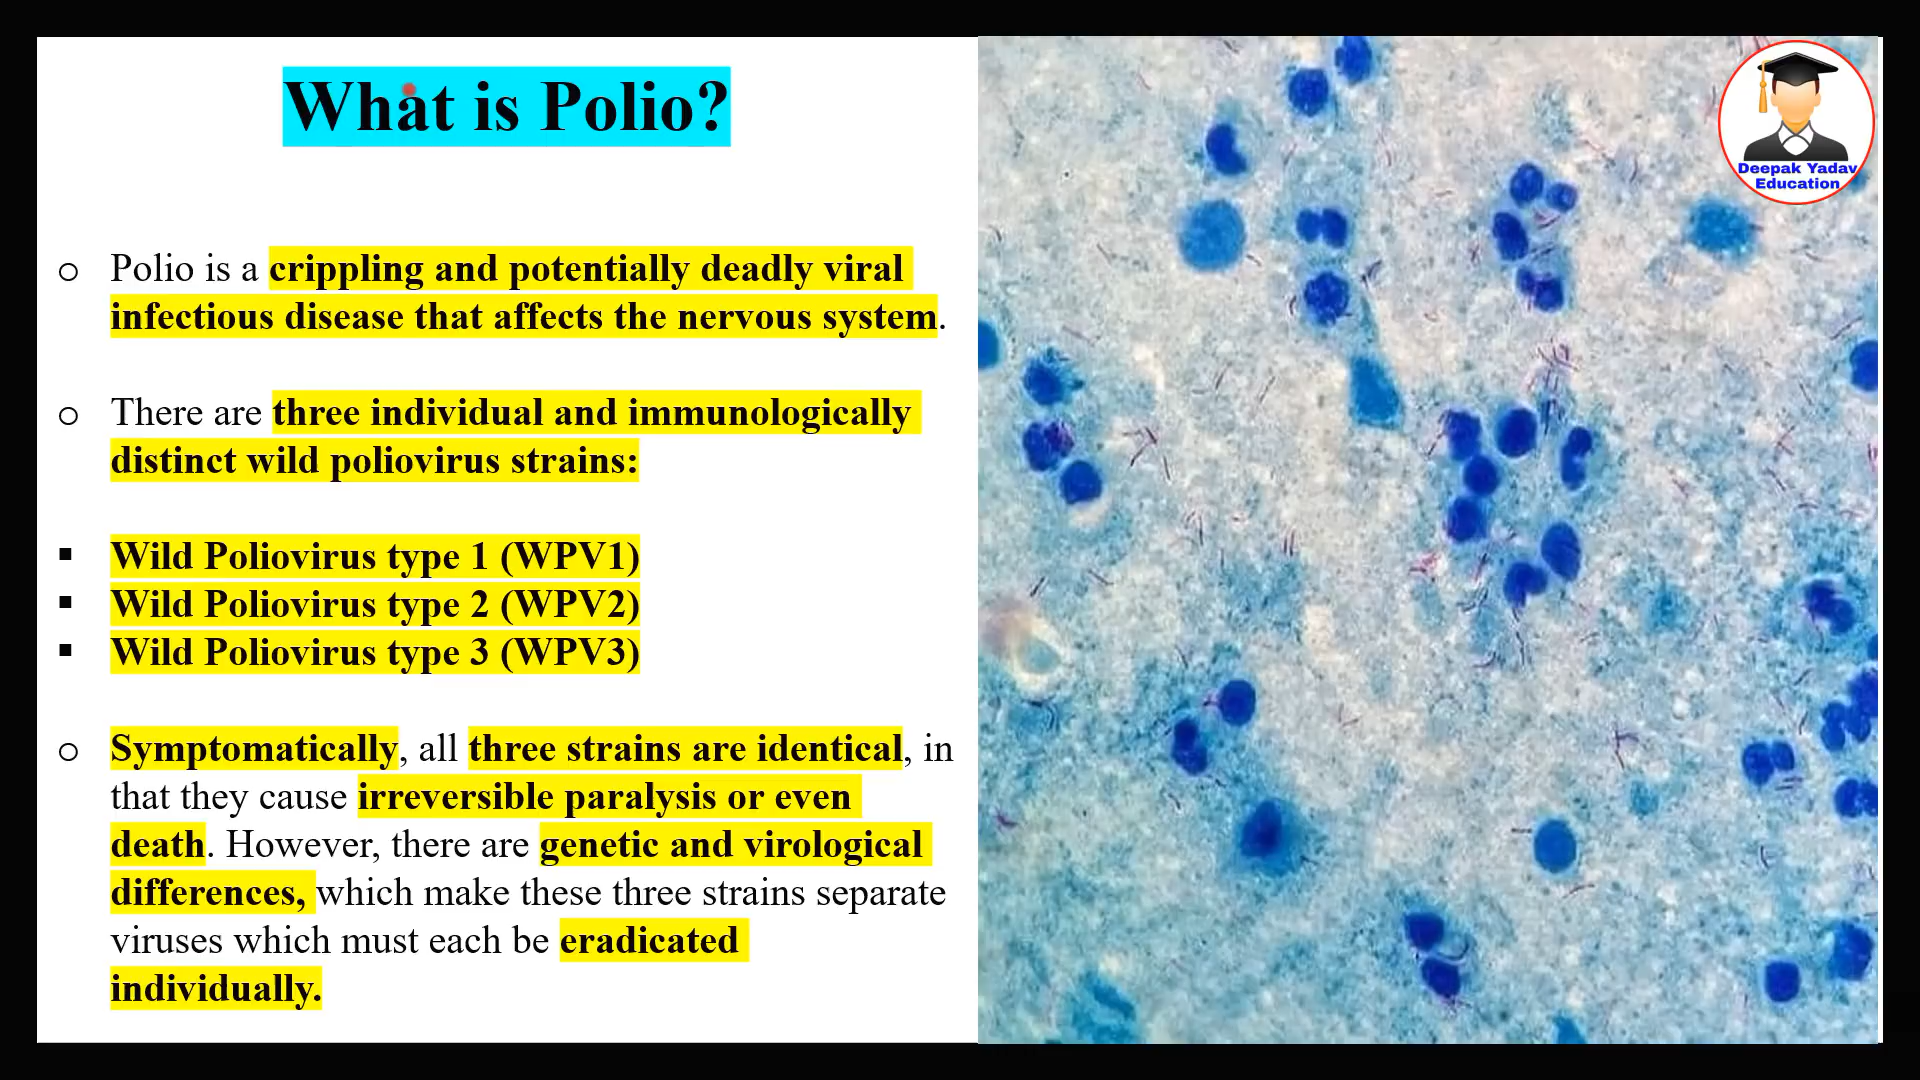 What is Polio?
Deepak Yadav
Education
o Polio is a crippling and potentially deadly viral
infectious disease that affects the nervous system.
o There are three individual and immunologically
distinct wild poliovirus strains:
▪ Wild Poliovirus type 1 (WPV1)
▪ Wild Poliovirus type 2 (WPV2)
▪ Wild Poliovirus type 3 (WPV3)
o Symptomatically, all three strains are identical, in
that they cause irreversible paralysis or even
death. However, there are genetic and virological
differences, which make these three strains separate
viruses which must each be eradicated
individually.